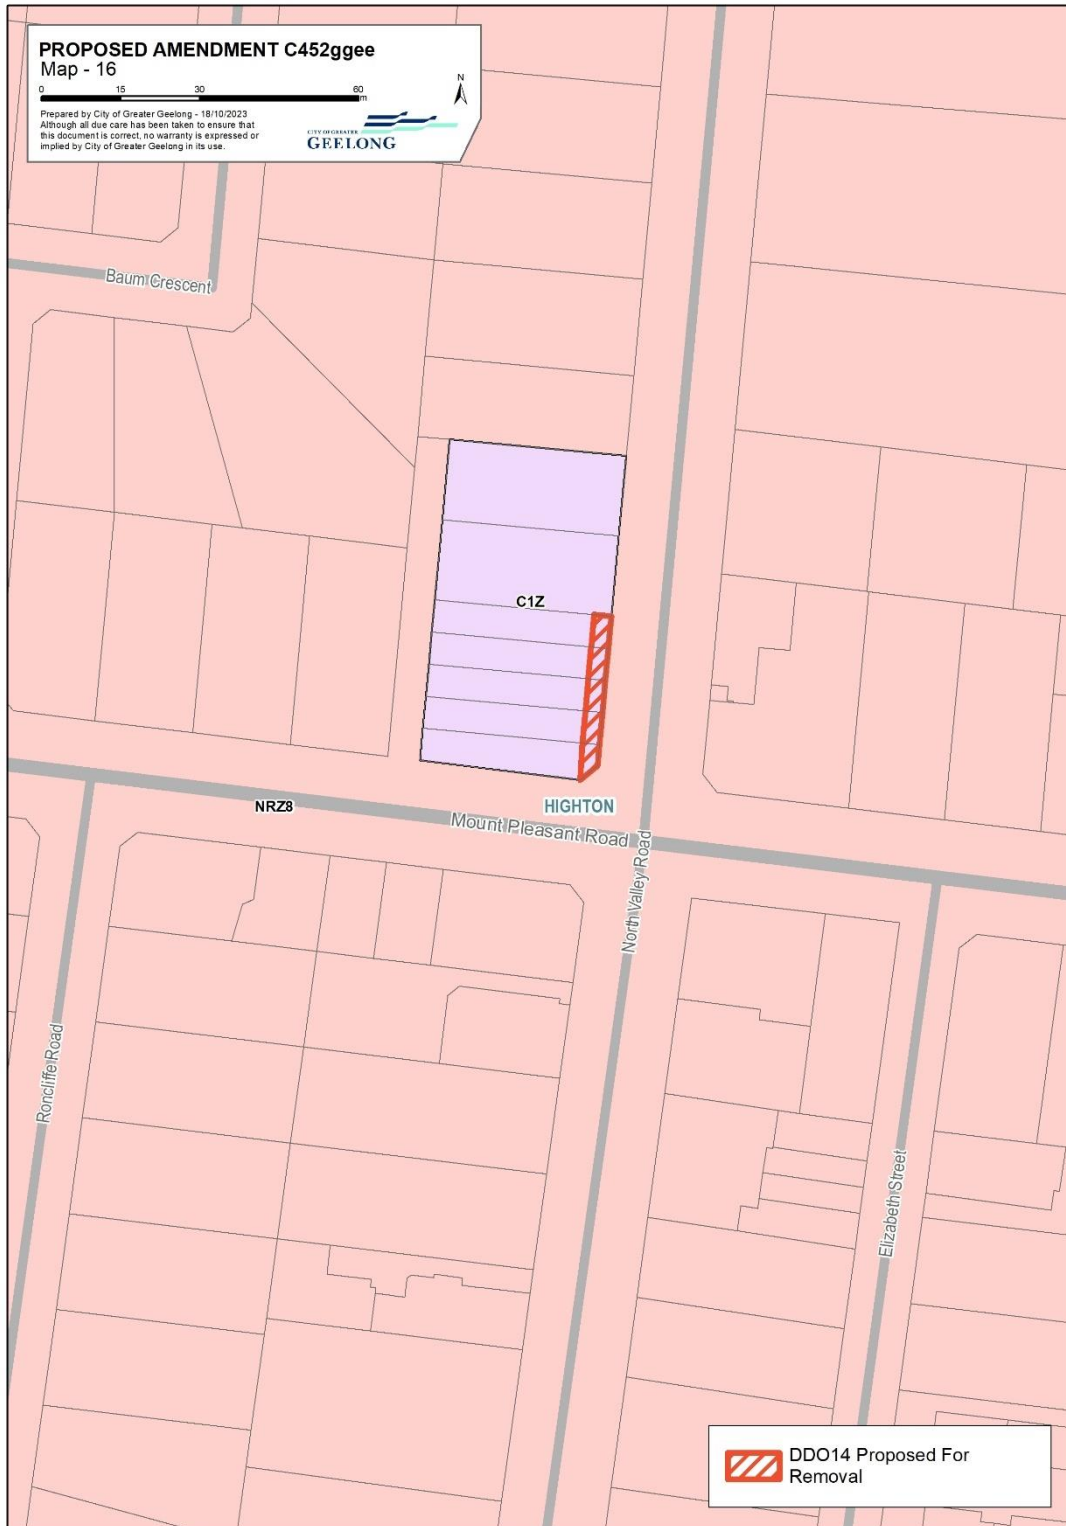 PROPOSED AMENDMENT C452ggee
Map - 16
0 15 30 60
m
N
Prepared by City of Greater Geelong - 18/10/2023
Although all due care has been taken to ensure that
this document is correct, no warranty is expressed or
implied by City of Greater Geelong in its use.
CITY OF GREATER
GEELONG
Baum Crescent
C1Z
NRZ8
HIGHTON
Mount Pleasant Road
North Valley Road
Roncliffe Road
Elizabeth Street
DDO14 Proposed For
Removal